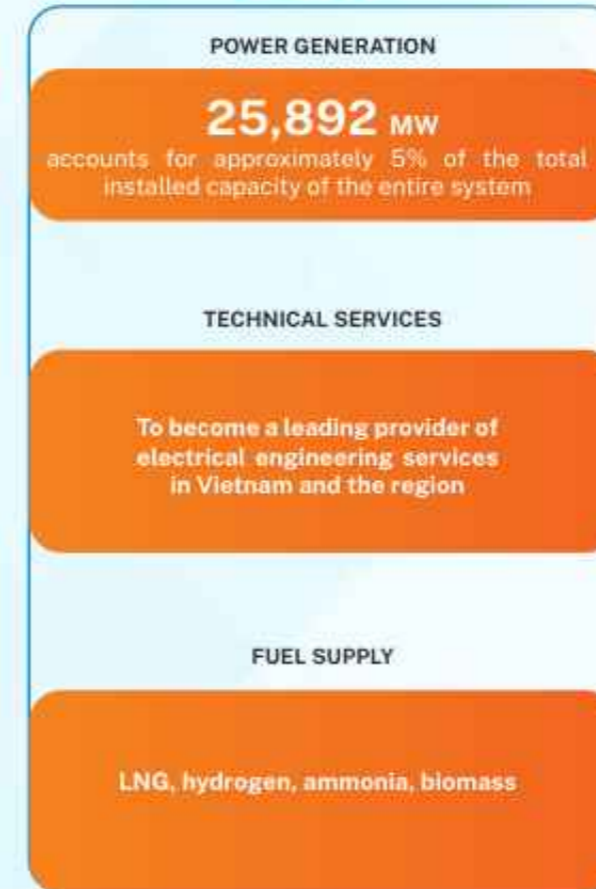 POWER GENERATION
25,892 MW
accounts for approximately 5% of the total
installed capacity of the entire system
TECHNICAL SERVICES
To become a leading provider of
electrical engineering services
in Vietnam and the region
FUEL SUPPLY
LNG, hydrogen, ammonia, biomass